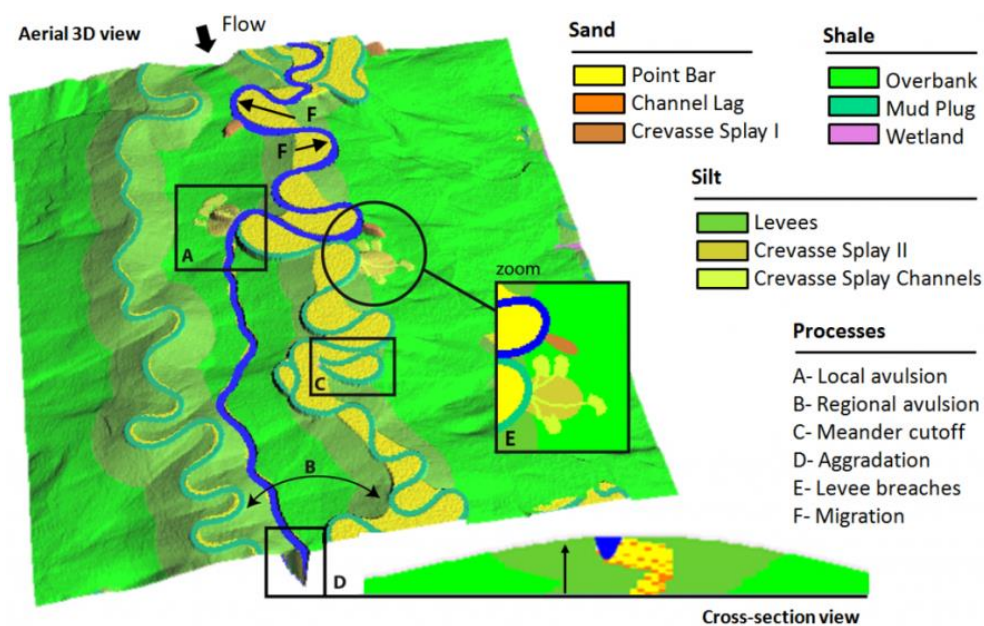 Aerial 3D view
Flow
F
F
A
C
B
D
zoom
E
Cross-section view
Sand
Point Bar
Channel Lag
Crevasse Splay I
Shale
Overbank
Mud Plug
Wetland
Silt
Levees
Crevasse Splay II
Crevasse Splay Channels
Processes
A- Local avulsion
B- Regional avulsion
C- Meander cutoff
D- Aggradation
E- Levee breaches
F- Migration